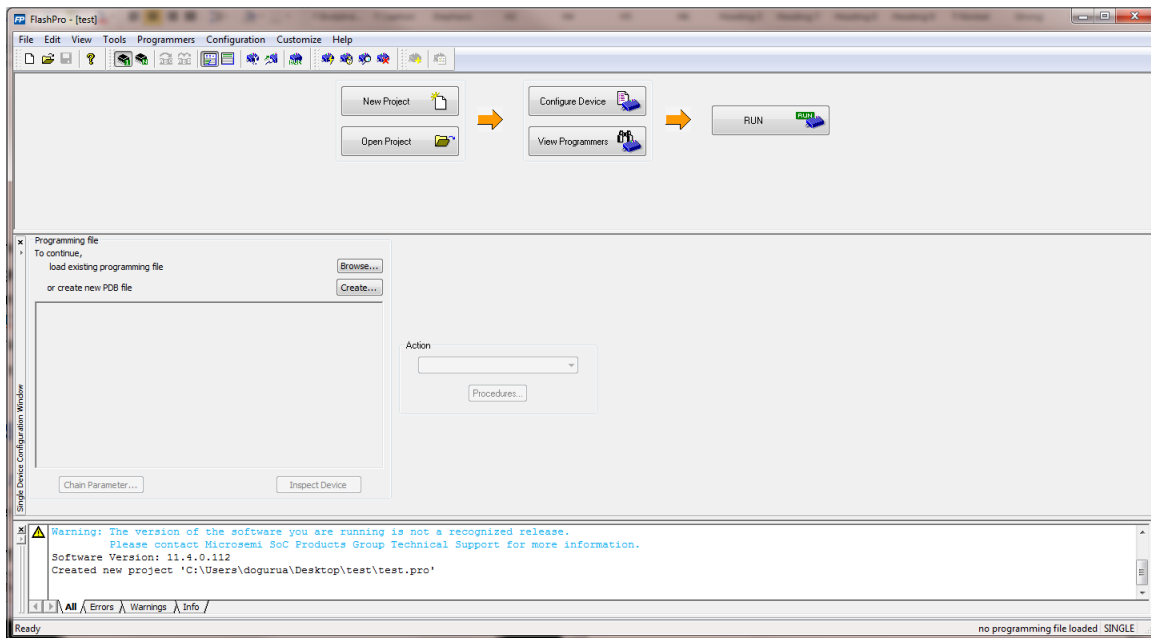 FP FlashPro - [test]
File Edit View Tools Programmers Configuration Customize Help
New Project
Configure Device
RUN
RUN
Open Project
View Programmers
Programming file
To continue,
load existing programming file
Browse...
or create new PDB file
Create...
Action
Procedures...
Chain Parameter...
Inspect Device
Single Device Configuration Window
Warning: The version of the software you are running is not a recognized release.
Please contact Microsemi SoC Products Group Technical Support for more information.
Software Version: 11.4.0.112
Created new project 'C:\Users\dogurua\Desktop\test\test.pro'
All Errors Warnings Info
Ready
no programming file loaded SINGLE